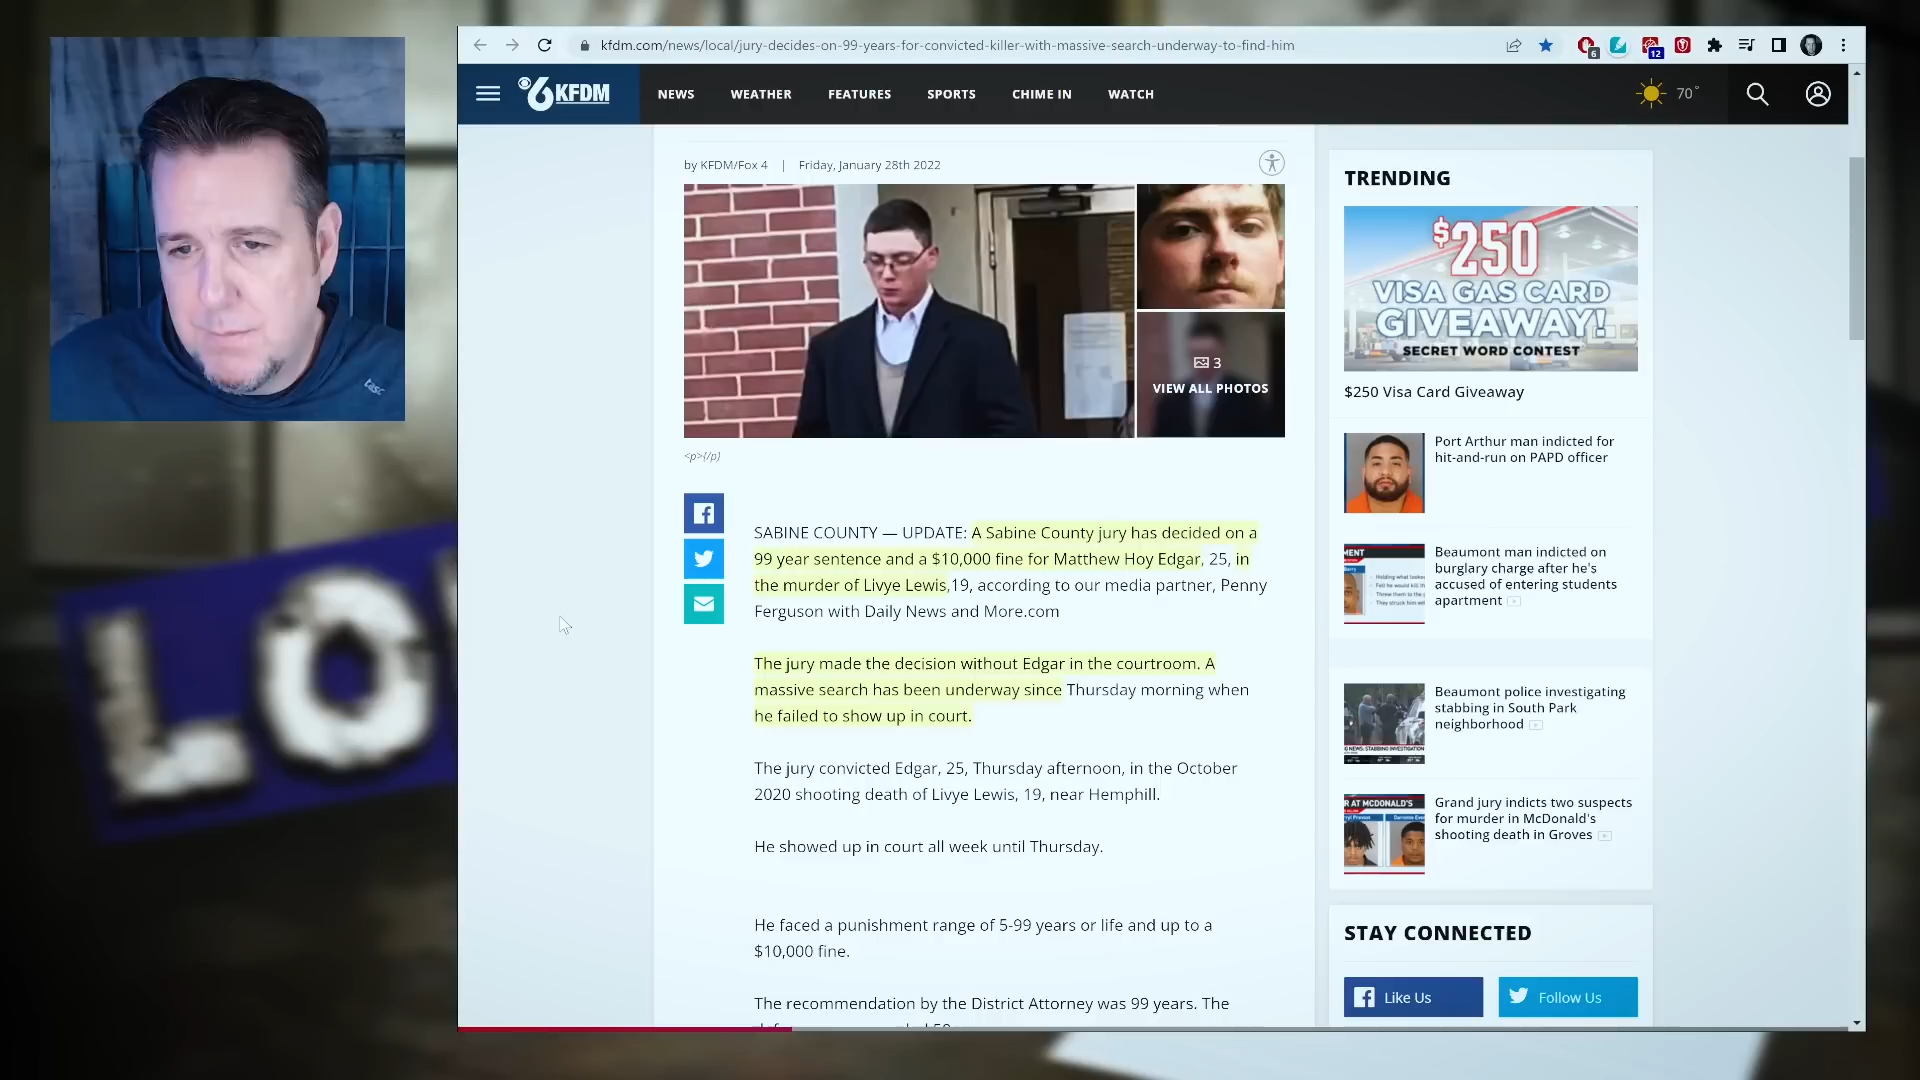 kfdm.com/news/local/jury-decides-on-99-years-for-convicted-killer-with-massive-search-underway-to-find-him
6
12
6 KFDM
NEWS
WEATHER
FEATURES
SPORTS
CHIME IN
WATCH
70°
by KFDM/Fox 4 | Friday, January 28th 2022
3
VIEW ALL PHOTOS
<p>{/p}
SABINE COUNTY — UPDATE: A Sabine County jury has decided on a
99 year sentence and a $10,000 fine for Matthew Hoy Edgar, 25, in
the murder of Livye Lewis,19, according to our media partner, Penny
Ferguson with Daily News and More.com
The jury made the decision without Edgar in the courtroom. A
massive search has been underway since Thursday morning when
he failed to show up in court.
The jury convicted Edgar, 25, Thursday afternoon, in the October
2020 shooting death of Livye Lewis, 19, near Hemphill.
He showed up in court all week until Thursday.
He faced a punishment range of 5-99 years or life and up to a
$10,000 fine.
The recommendation by the District Attorney was 99 years. The
TRENDING
$250
VISA GAS CARD
GIVEAWAY!
SECRET WORD CONTEST
$250 Visa Card Giveaway
Port Arthur man indicted for
hit-and-run on PAPD officer
Beaumont man indicted on
burglary charge after he's
accused of entering students
apartment
Beaumont police investigating
stabbing in South Park
neighborhood
R AT MCDONALD'S
Grand jury indicts two suspects
for murder in McDonald's
shooting death in Groves
STAY CONNECTED
Like Us
Follow Us
tasc
LO